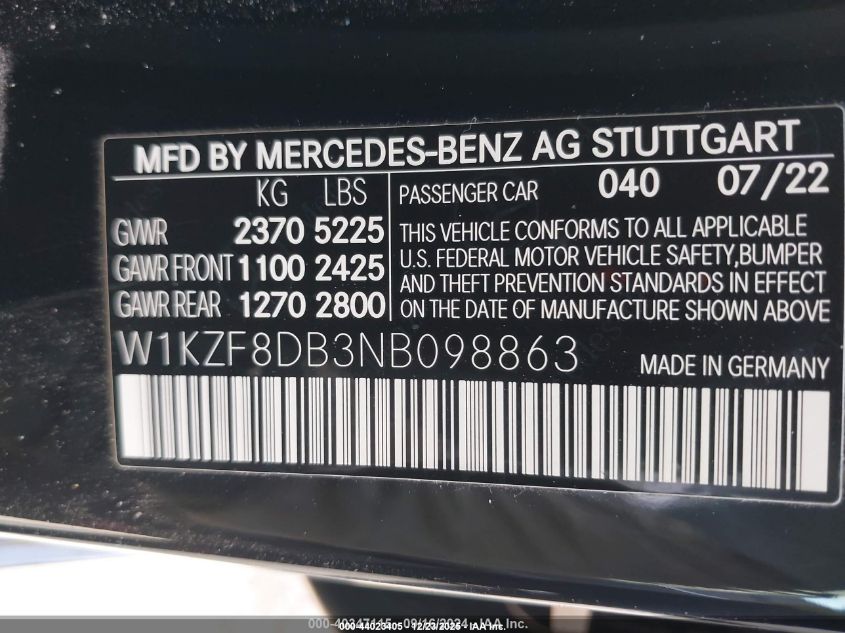 MFD BY MERCEDES-BENZ AG STUTTGART
KG LBS
GVWR 2370 5225
GAWR FRONT 1100 2425
GAWR REAR 1270 2800
PASSENGER CAR 040 07/22
THIS VEHICLE CONFORMS TO ALL APPLICABLE
U.S. FEDERAL MOTOR VEHICLE SAFETY,BUMPER
AND THEFT PREVENTION STANDARDS IN EFFECT
ON THE DATE OF MANUFACTURE SHOWN ABOVE
W1KZF8DB3NB098863
MADE IN GERMANY